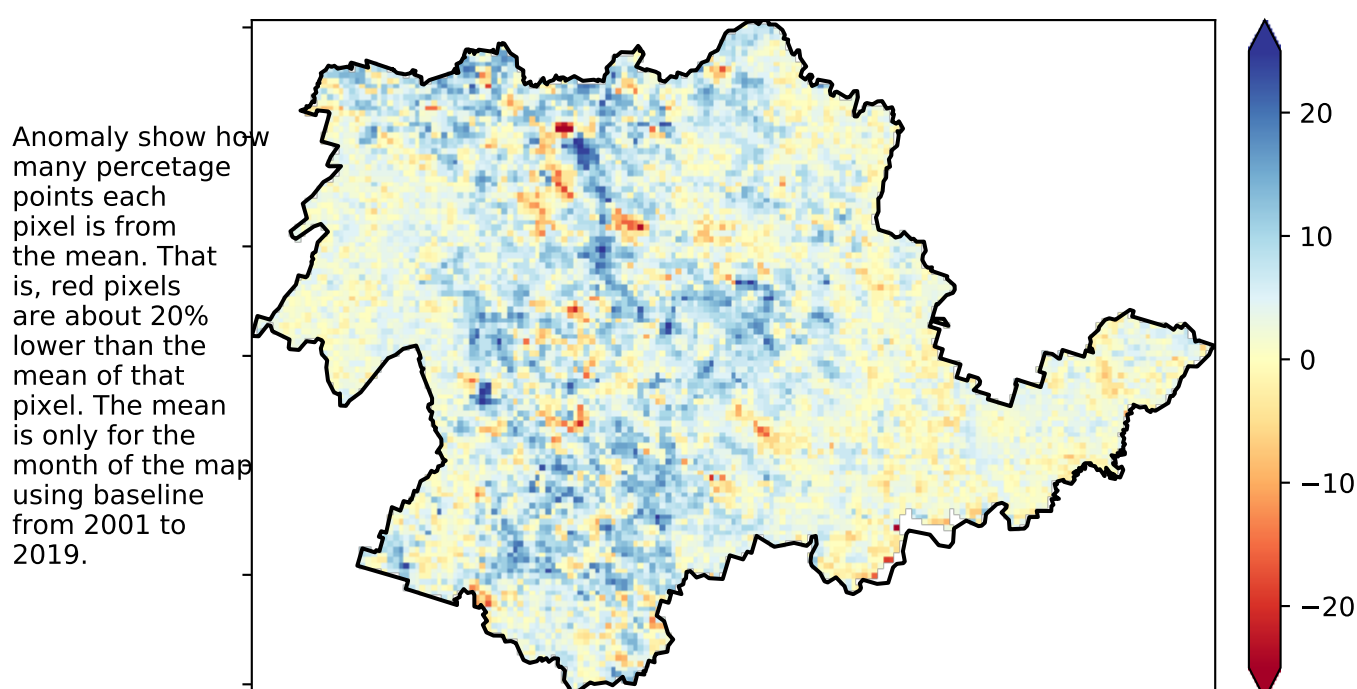 Anomaly show how
many percetage
points each
pixel is from
the mean. That
is, red pixels
are about 20%
lower than the
mean of that
pixel. The mean
is only for the
month of the map
using baseline
from 2001 to
2019.
20
10
0
−10
−20